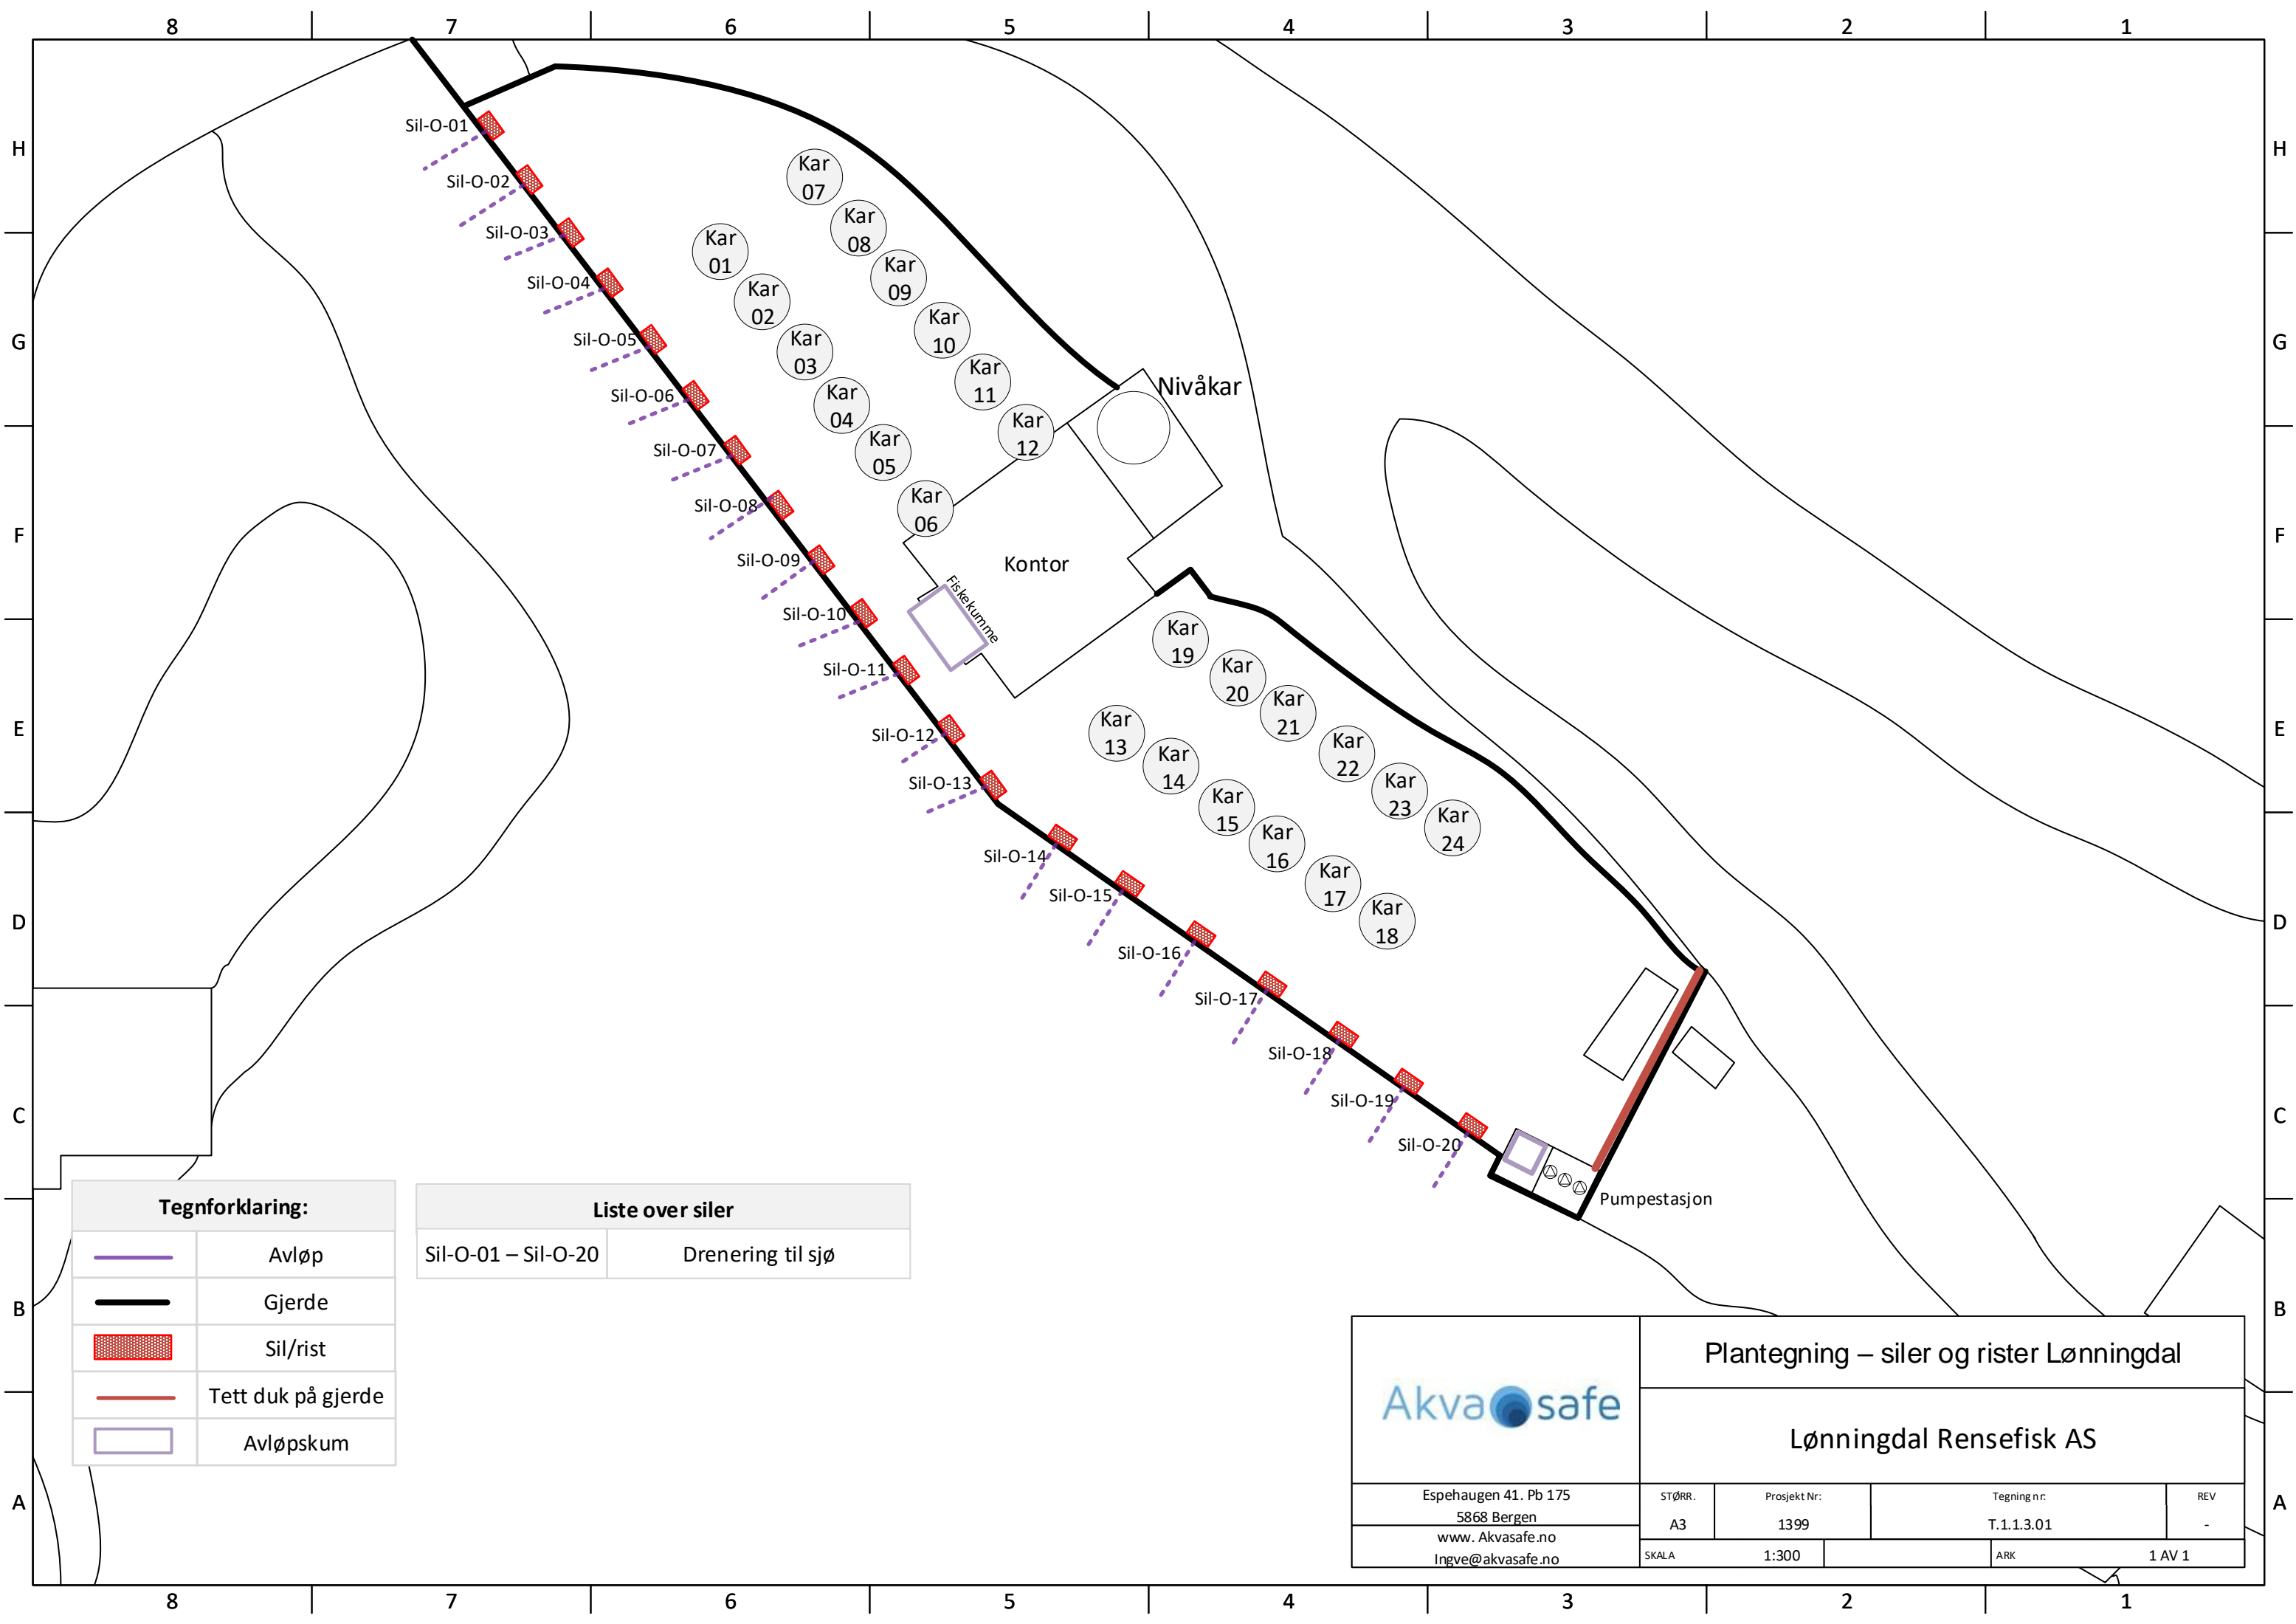 8 7 6 5 4 3 2 1
H H
G G
F F
E E
D D
C C
B B
A A
Sil-O-01
Sil-O-02
Sil-O-03
Sil-O-04
Sil-O-05
Sil-O-06
Sil-O-07
Sil-O-08
Sil-O-09
Sil-O-10
Sil-O-11
Sil-O-12
Sil-O-13
Sil-O-14
Sil-O-15
Sil-O-16
Sil-O-17
Sil-O-18
Sil-O-19
Sil-O-20
Kar
01
Kar
02
Kar
03
Kar
04
Kar
05
Kar
06
Kar
07
Kar
08
Kar
09
Kar
10
Kar
11
Kar
12
Nivåkar
Kontor
Fiskekumme
Kar
13
Kar
14
Kar
15
Kar
16
Kar
17
Kar
18
Kar
19
Kar
20
Kar
21
Kar
22
Kar
23
Kar
24
Pumpestasjon
Tegnforklaring:
Avløp
Gjerde
Sil/rist
Tett duk på gjerde
Avløpskum
Liste over siler
Sil-O-01 – Sil-O-20 Drenering til sjø
Akvasafe
Plantegning – siler og rister Lønningdal
Lønningdal Rensefisk AS
Espehaugen 41. Pb 175
5868 Bergen
www. Akvasafe.no
Ingve@akvasafe.no
STØRR. Prosjekt Nr: Tegning nr: REV
A3 1399 T.1.1.3.01 -
SKALA 1:300 ARK 1 AV 1
8 7 6 5 4 3 2 1